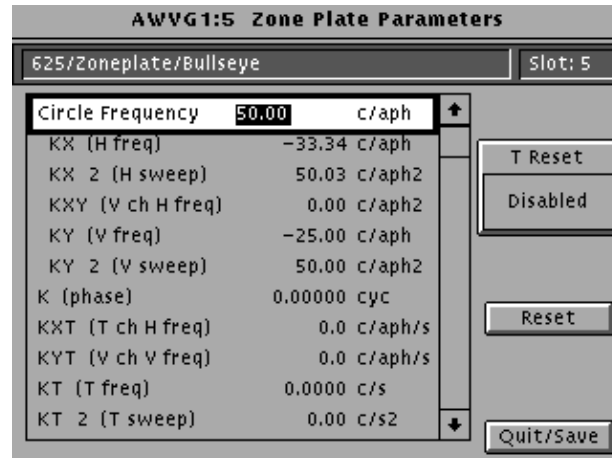 AWVG1:5 Zone Plate Parameters
625/Zoneplate/Bullseye
Slot: 5
Circle Frequency 50.00 c/aph
KX (H freq) -33.34 c/aph
KX 2 (H sweep) 50.03 c/aph2
KXY (V ch H freq) 0.00 c/aph2
KY (V freq) -25.00 c/aph
KY 2 (V sweep) 50.00 c/aph2
K (phase) 0.00000 cyc
KXT (T ch H freq) 0.0 c/aph/s
KYT (V ch V freq) 0.0 c/aph/s
KT (T freq) 0.0000 c/s
KT 2 (T sweep) 0.00 c/s2
T Reset
Disabled
Reset
Quit/Save